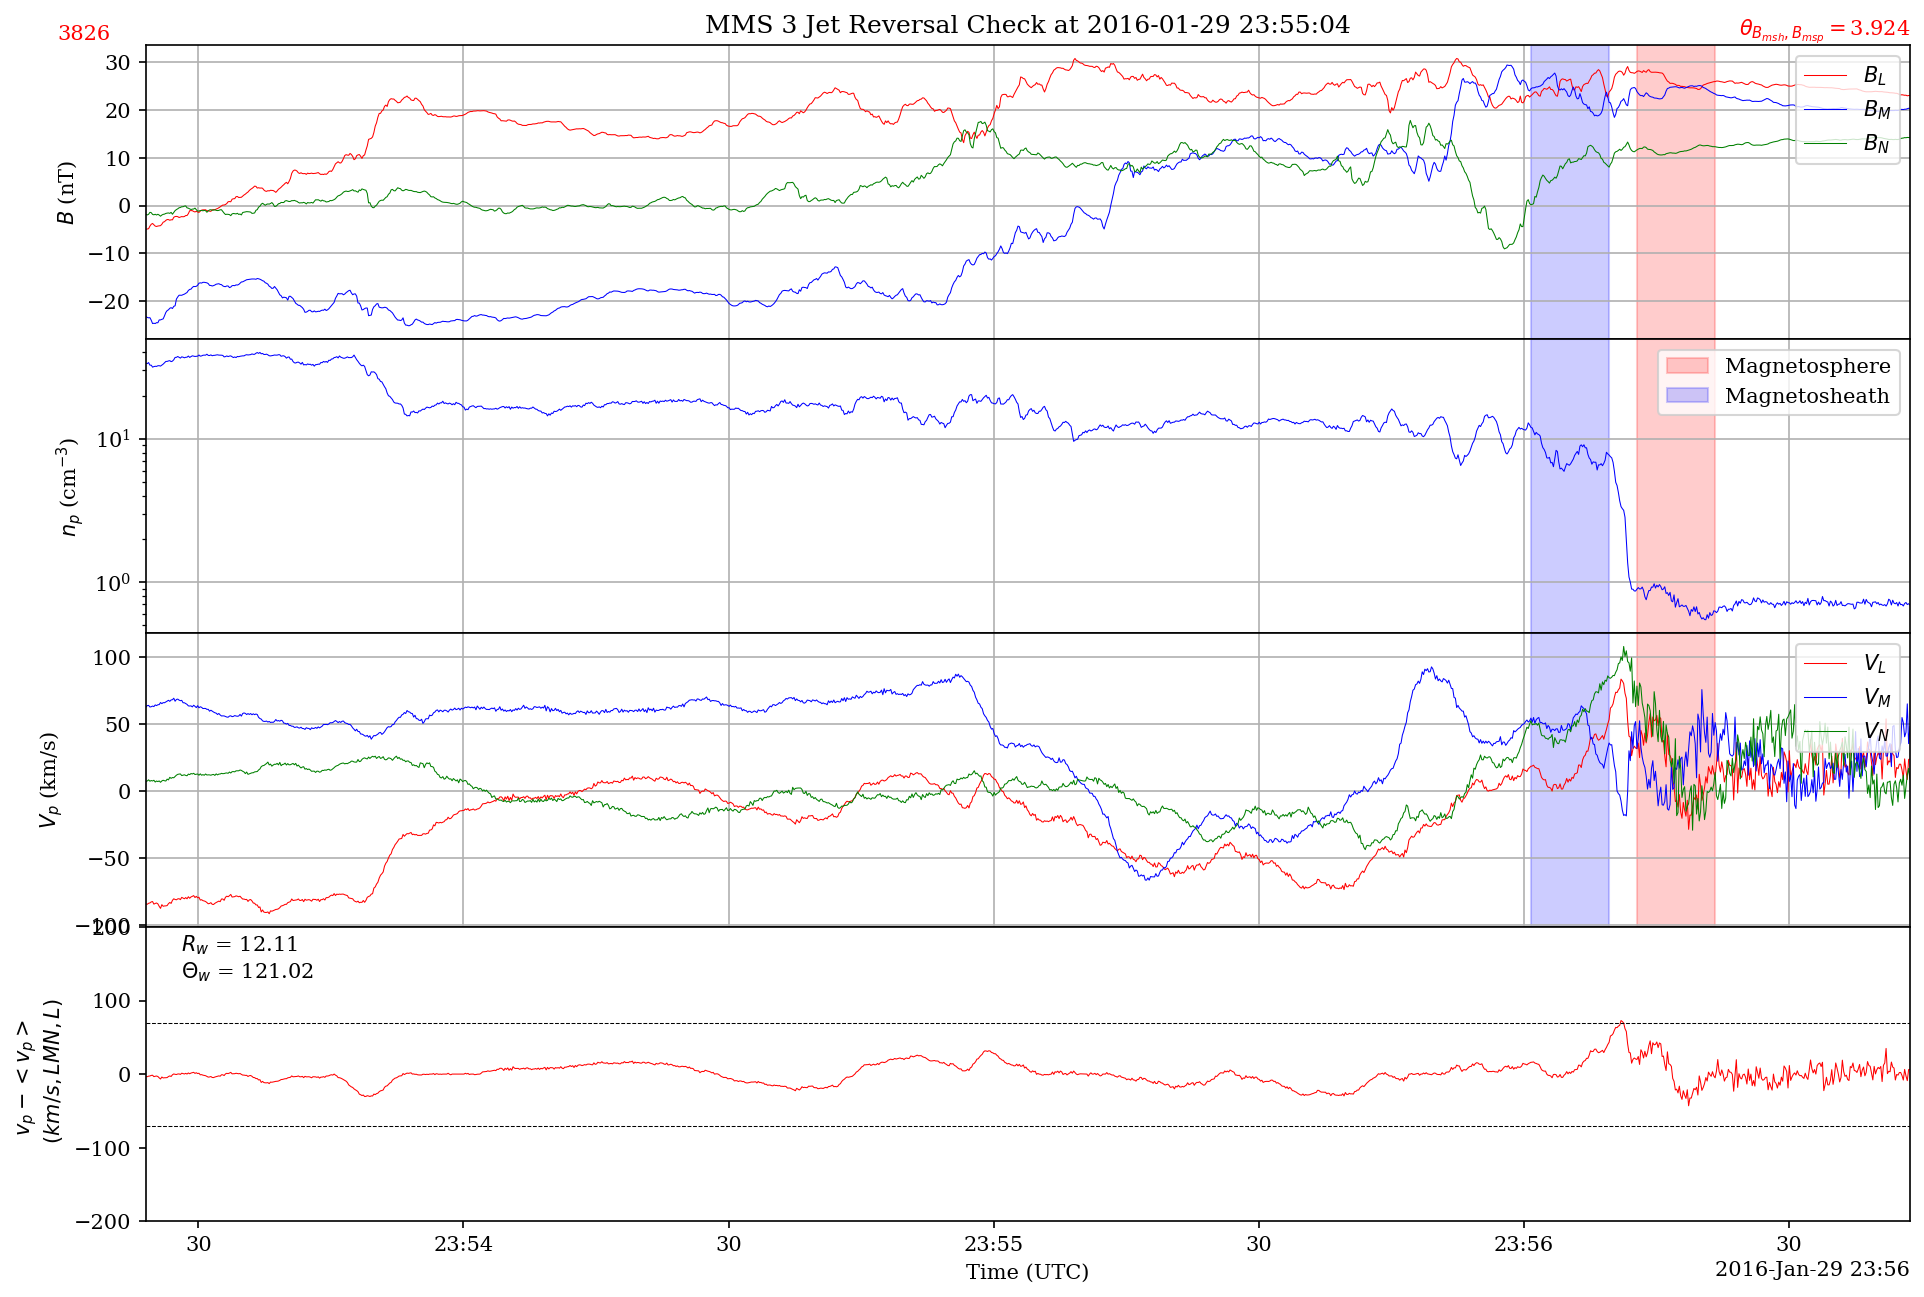 3826
MMS 3 Jet Reversal Check at 2016-01-29 23:55:04
θ_{B_{msh}, B_{msp}} = 3.924
30
20
10
0
−10
−20
B (nT)
B_L
B_M
B_N
10^1
10^0
n_p (cm^{−3})
Magnetosphere
Magnetosheath
100
50
0
−50
−100
V_p (km/s)
V_L
V_M
V_N
200
100
0
−100
−200
v_p − <v_p>
(km/s, LMN, L)
R_w = 12.11
Θ_w = 121.02
30 23:54 30 23:55 30 23:56 30
Time (UTC)
2016-Jan-29 23:56